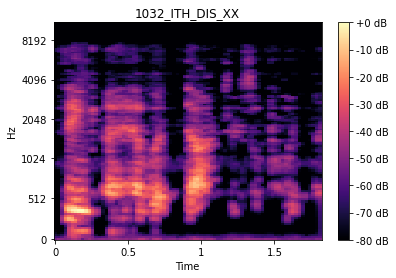 1032_ITH_DIS_XX
Hz
8192
4096
2048
1024
512
0
0
0.5
1
1.5
Time
+0 dB
-10 dB
-20 dB
-30 dB
-40 dB
-50 dB
-60 dB
-70 dB
-80 dB